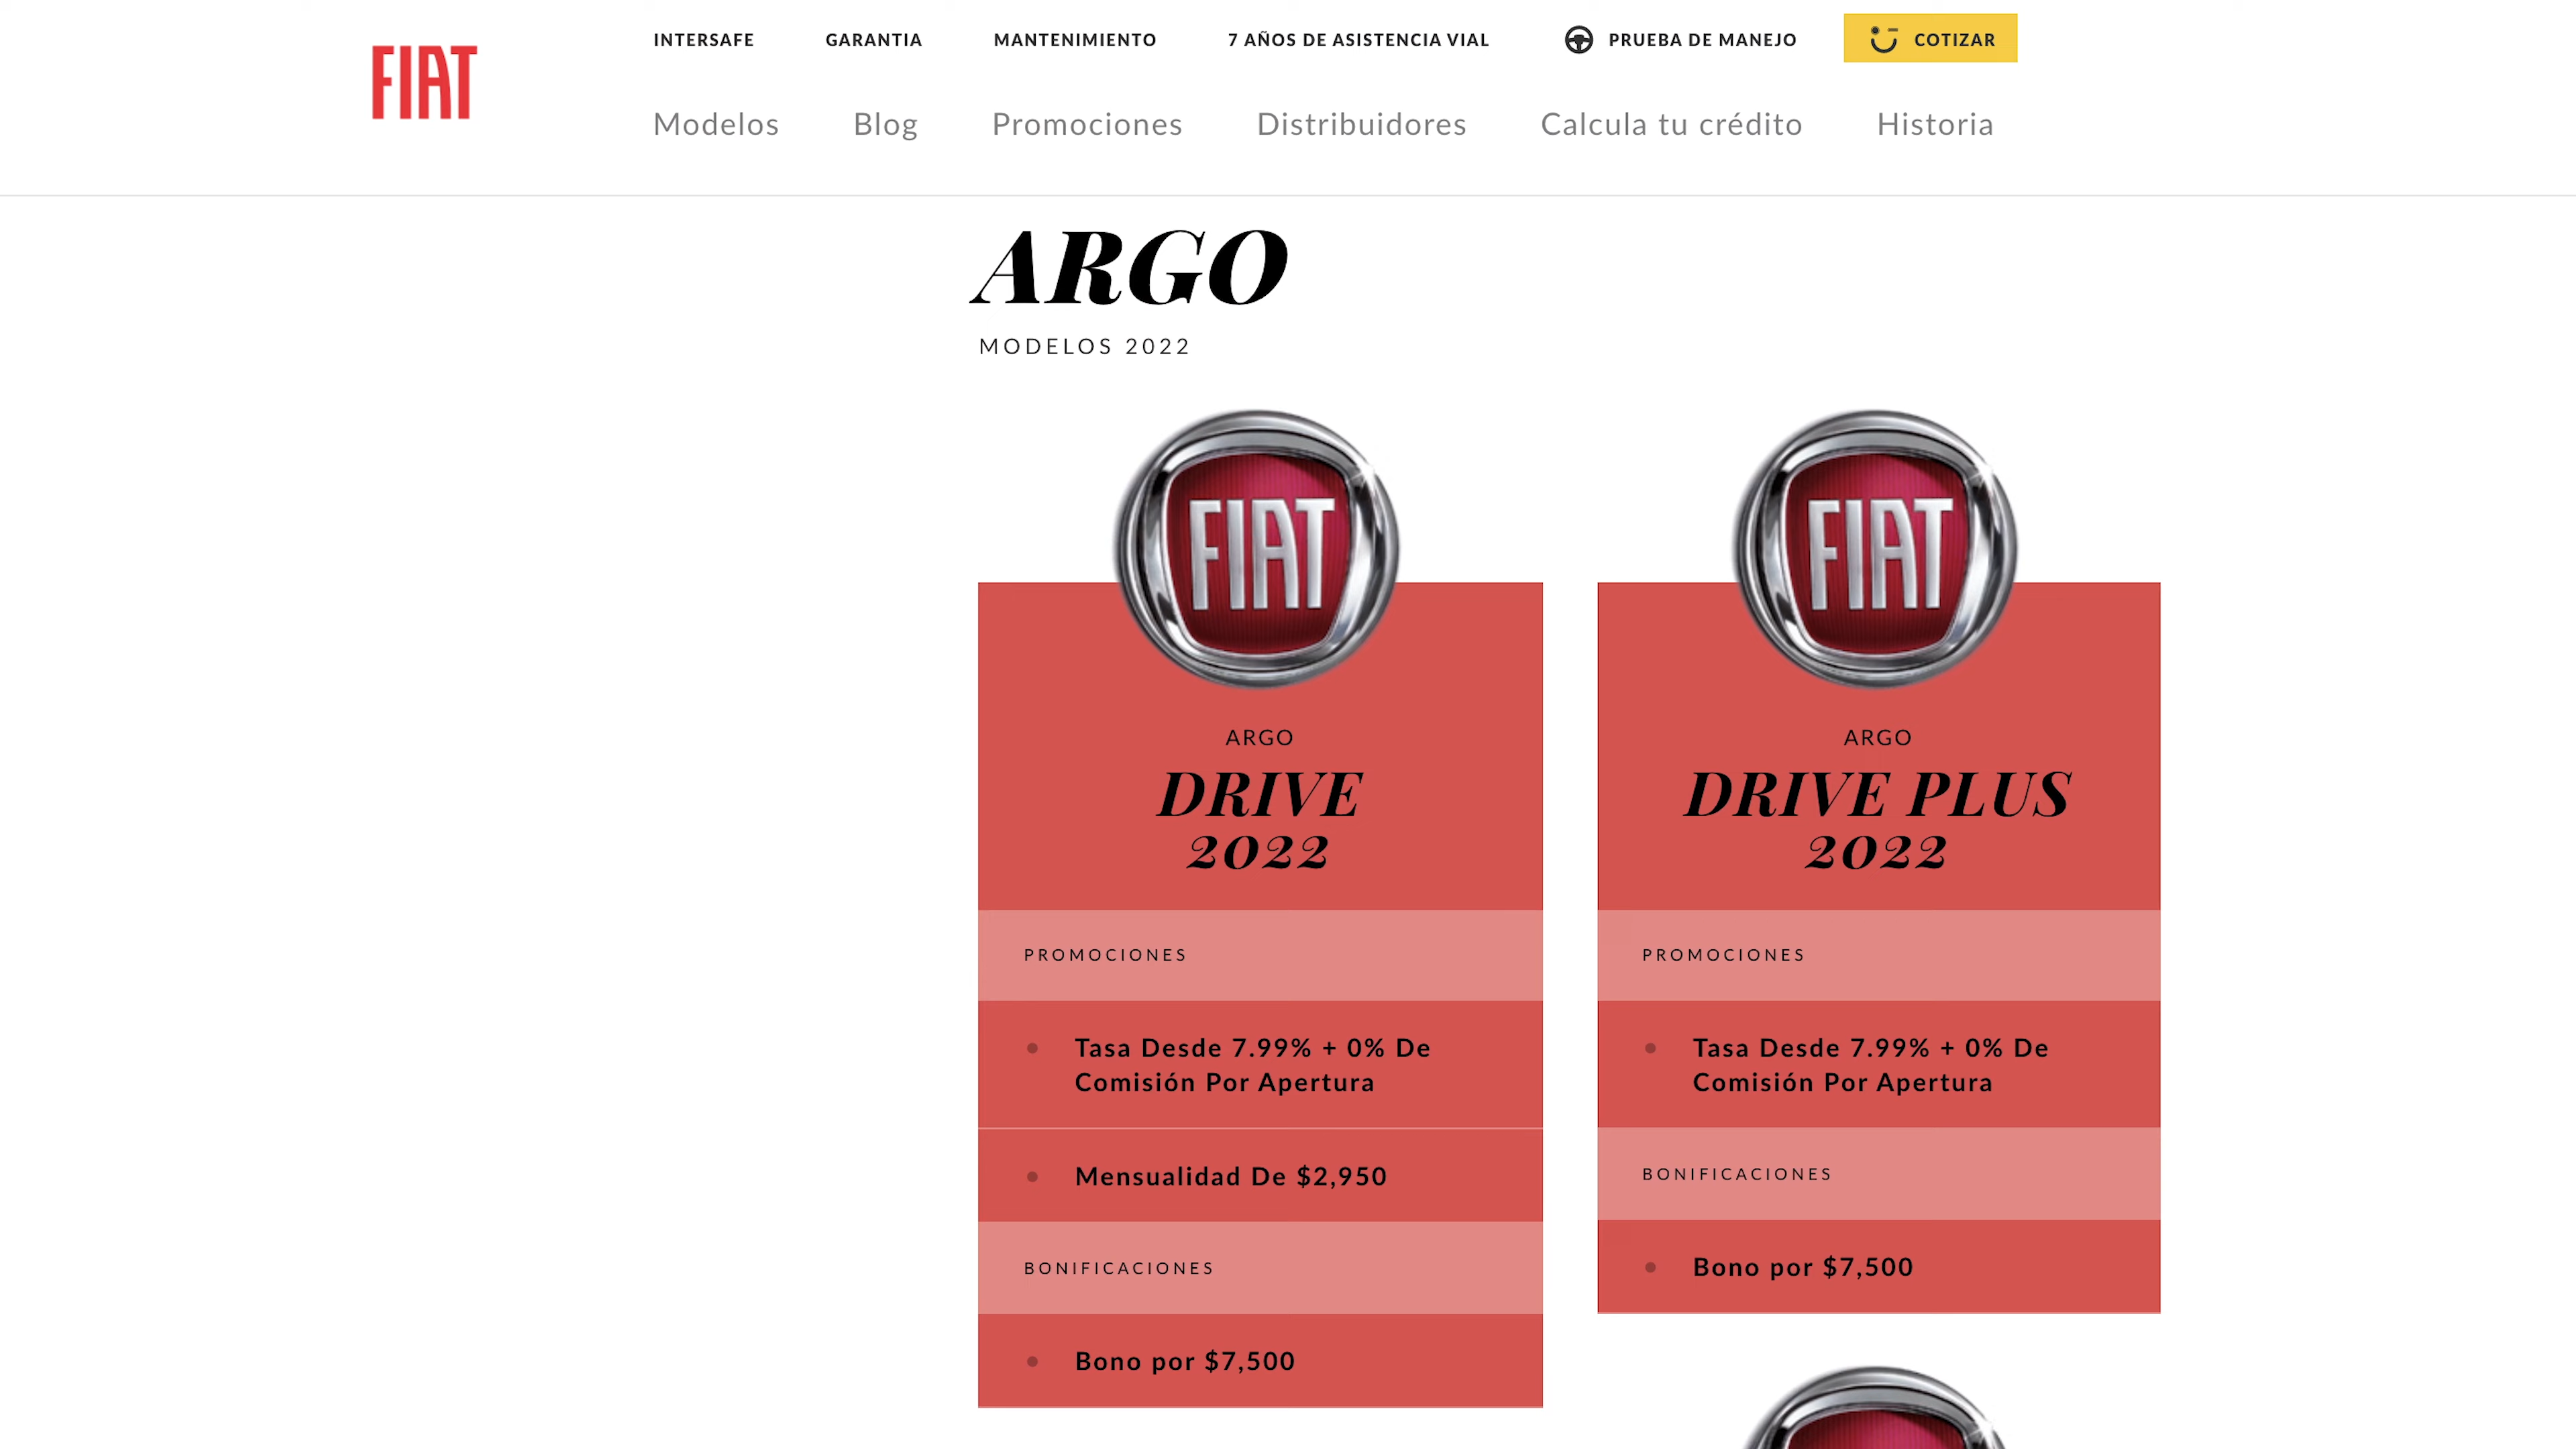 FIAT
INTERSAFE GARANTIA MANTENIMIENTO 7 AÑOS DE ASISTENCIA VIAL PRUEBA DE MANEJO COTIZAR
Modelos Blog Promociones Distribuidores Calcula tu crédito Historia
ARGO
MODELOS 2022
FIAT
ARGO
DRIVE
2022
PROMOCIONES
• Tasa Desde 7.99% + 0% De
Comisión Por Apertura
• Mensualidad De $2,950
BONIFICACIONES
• Bono por $7,500
FIAT
ARGO
DRIVE PLUS
2022
PROMOCIONES
• Tasa Desde 7.99% + 0% De
Comisión Por Apertura
BONIFICACIONES
• Bono por $7,500